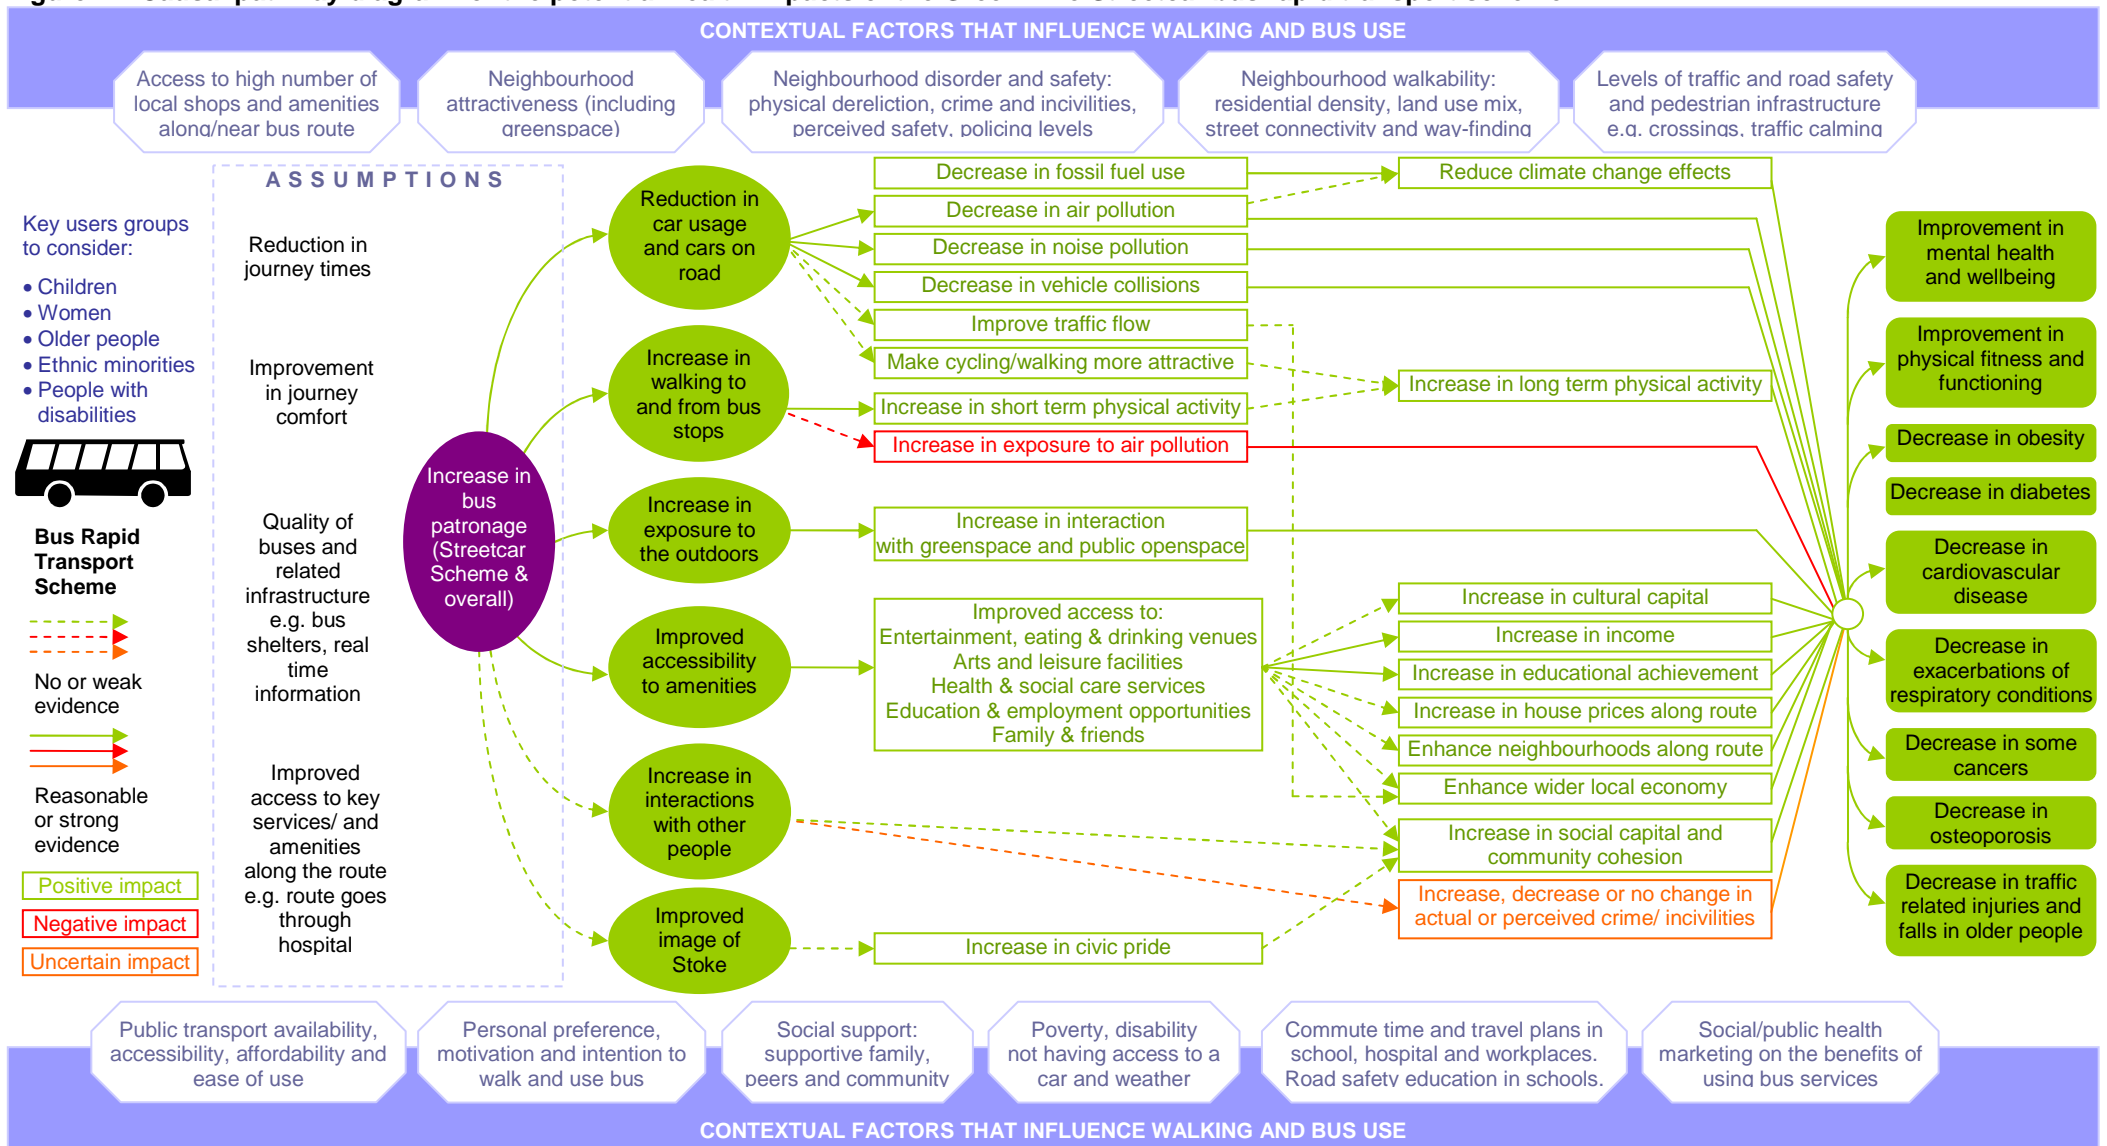 CONTEXTUAL FACTORS THAT INFLUENCE WALKING AND BUS USE
Access to high number of
local shops and amenities
along/near bus route
Neighbourhood
attractiveness (including
greenspace)
Neighbourhood disorder and safety:
physical dereliction, crime and incivilities,
perceived safety, policing levels
Neighbourhood walkability:
residential density, land use mix,
street connectivity and way-finding
Levels of traffic and road safety
and pedestrian infrastructure
e.g. crossings, traffic calming
Key users groups
to consider:
• Children
• Women
• Older people
• Ethnic minorities
• People with
disabilities
Bus Rapid
Transport
Scheme
No or weak
evidence
Reasonable
or strong
evidence
Positive impact
Negative impact
Uncertain impact
ASSUMPTIONS
Reduction in
journey times
Improvement
in journey
comfort
Quality of
buses and
related
infrastructure
e.g. bus
shelters, real
time
information
Improved
access to key
services/ and
amenities
along the route
e.g. route goes
through
hospital
Increase in
bus
patronage
(Streetcar
Scheme &
overall)
Reduction in
car usage
and cars on
road
Increase in
walking to
and from bus
stops
Increase in
exposure to
the outdoors
Improved
accessibility
to amenities
Increase in
interactions
with other
people
Improved
image of
Stoke
Decrease in fossil fuel use
Decrease in air pollution
Decrease in noise pollution
Decrease in vehicle collisions
Improve traffic flow
Make cycling/walking more attractive
Increase in short term physical activity
Increase in exposure to air pollution
Increase in interaction
with greenspace and public openspace
Improved access to:
Entertainment, eating & drinking venues
Arts and leisure facilities
Health & social care services
Education & employment opportunities
Family & friends
Increase in civic pride
Reduce climate change effects
Increase in long term physical activity
Increase in cultural capital
Increase in income
Increase in educational achievement
Increase in house prices along route
Enhance neighbourhoods along route
Enhance wider local economy
Increase in social capital and
community cohesion
Increase, decrease or no change in
actual or perceived crime/ incivilities
Improvement in
mental health
and wellbeing
Improvement in
physical fitness and
functioning
Decrease in obesity
Decrease in diabetes
Decrease in
cardiovascular
disease
Decrease in
exacerbations of
respiratory conditions
Decrease in some
cancers
Decrease in
osteoporosis
Decrease in traffic
related injuries and
falls in older people
Public transport availability,
accessibility, affordability and
ease of use
Personal preference,
motivation and intention to
walk and use bus
Social support:
supportive family,
peers and community
Poverty, disability
not having access to a
car and weather
Commute time and travel plans in
school, hospital and workplaces.
Road safety education in schools.
Social/public health
marketing on the benefits of
using bus services
CONTEXTUAL FACTORS THAT INFLUENCE WALKING AND BUS USE